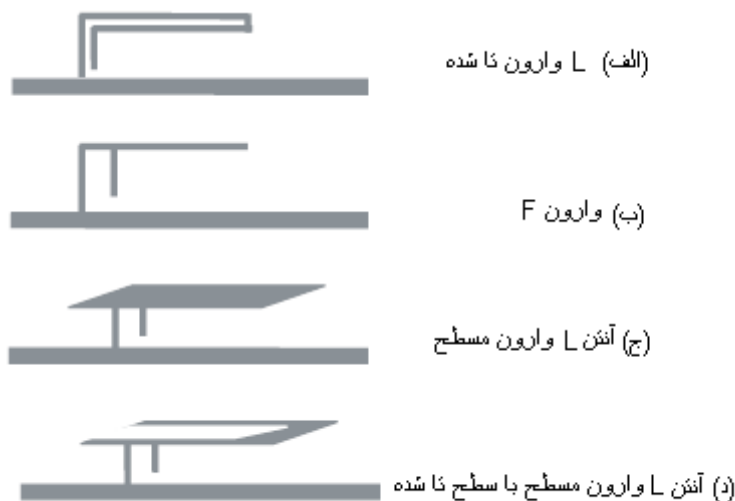 (الف) L وارون تا شده
(ب) وارون F
(ج) آنتن L وارون مسطح
(د) آنتن L وارون مسطح با سطح تا شده